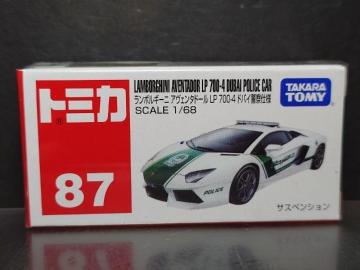 LAMBORGHINI AVENTADOR LP 700-4 DUBAI POLICE CAR
ランボルギーニ アヴェンタドール LP 700-4 ドバイ警察仕様
SCALE 1/68
トミカ
TAKARA TOMY
87
POLICE
サスペンション